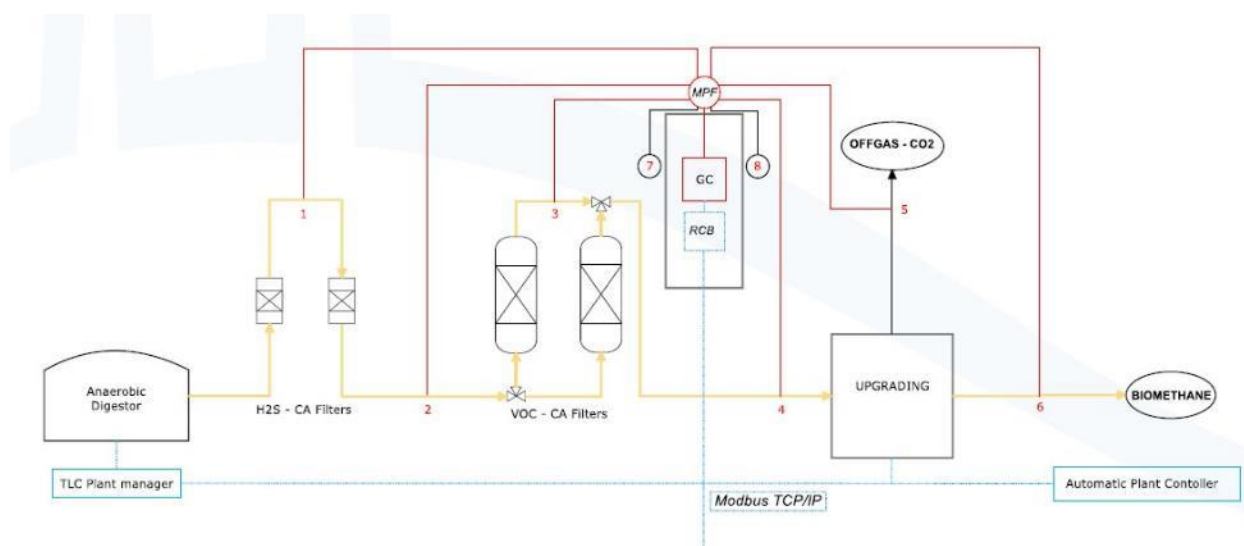 MPF
OFFGAS - CO2
7
8
GC
1
3
5
RCB
Anaerobic
Digestor
UPGRADING
BIOMETHANE
H2S - CA Filters
2
VOC - CA Filters
4
6
TLC Plant manager
Automatic Plant Contoller
Modbus TCP/IP